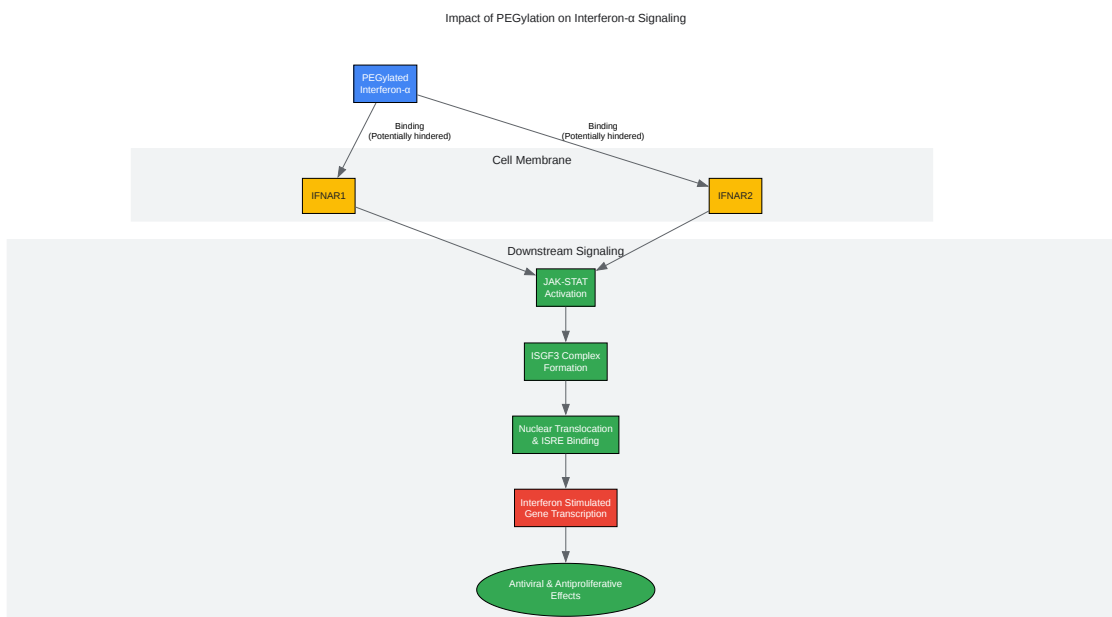 Impact of PEGylation on Interferon-α Signaling
PEGylated
Interferon-α
Binding
(Potentially hindered)
Binding
(Potentially hindered)
Cell Membrane
IFNAR1
IFNAR2
Downstream Signaling
JAK-STAT
Activation
ISGF3 Complex
Formation
Nuclear Translocation
& ISRE Binding
Interferon Stimulated
Gene Transcription
Antiviral & Antiproliferative
Effects